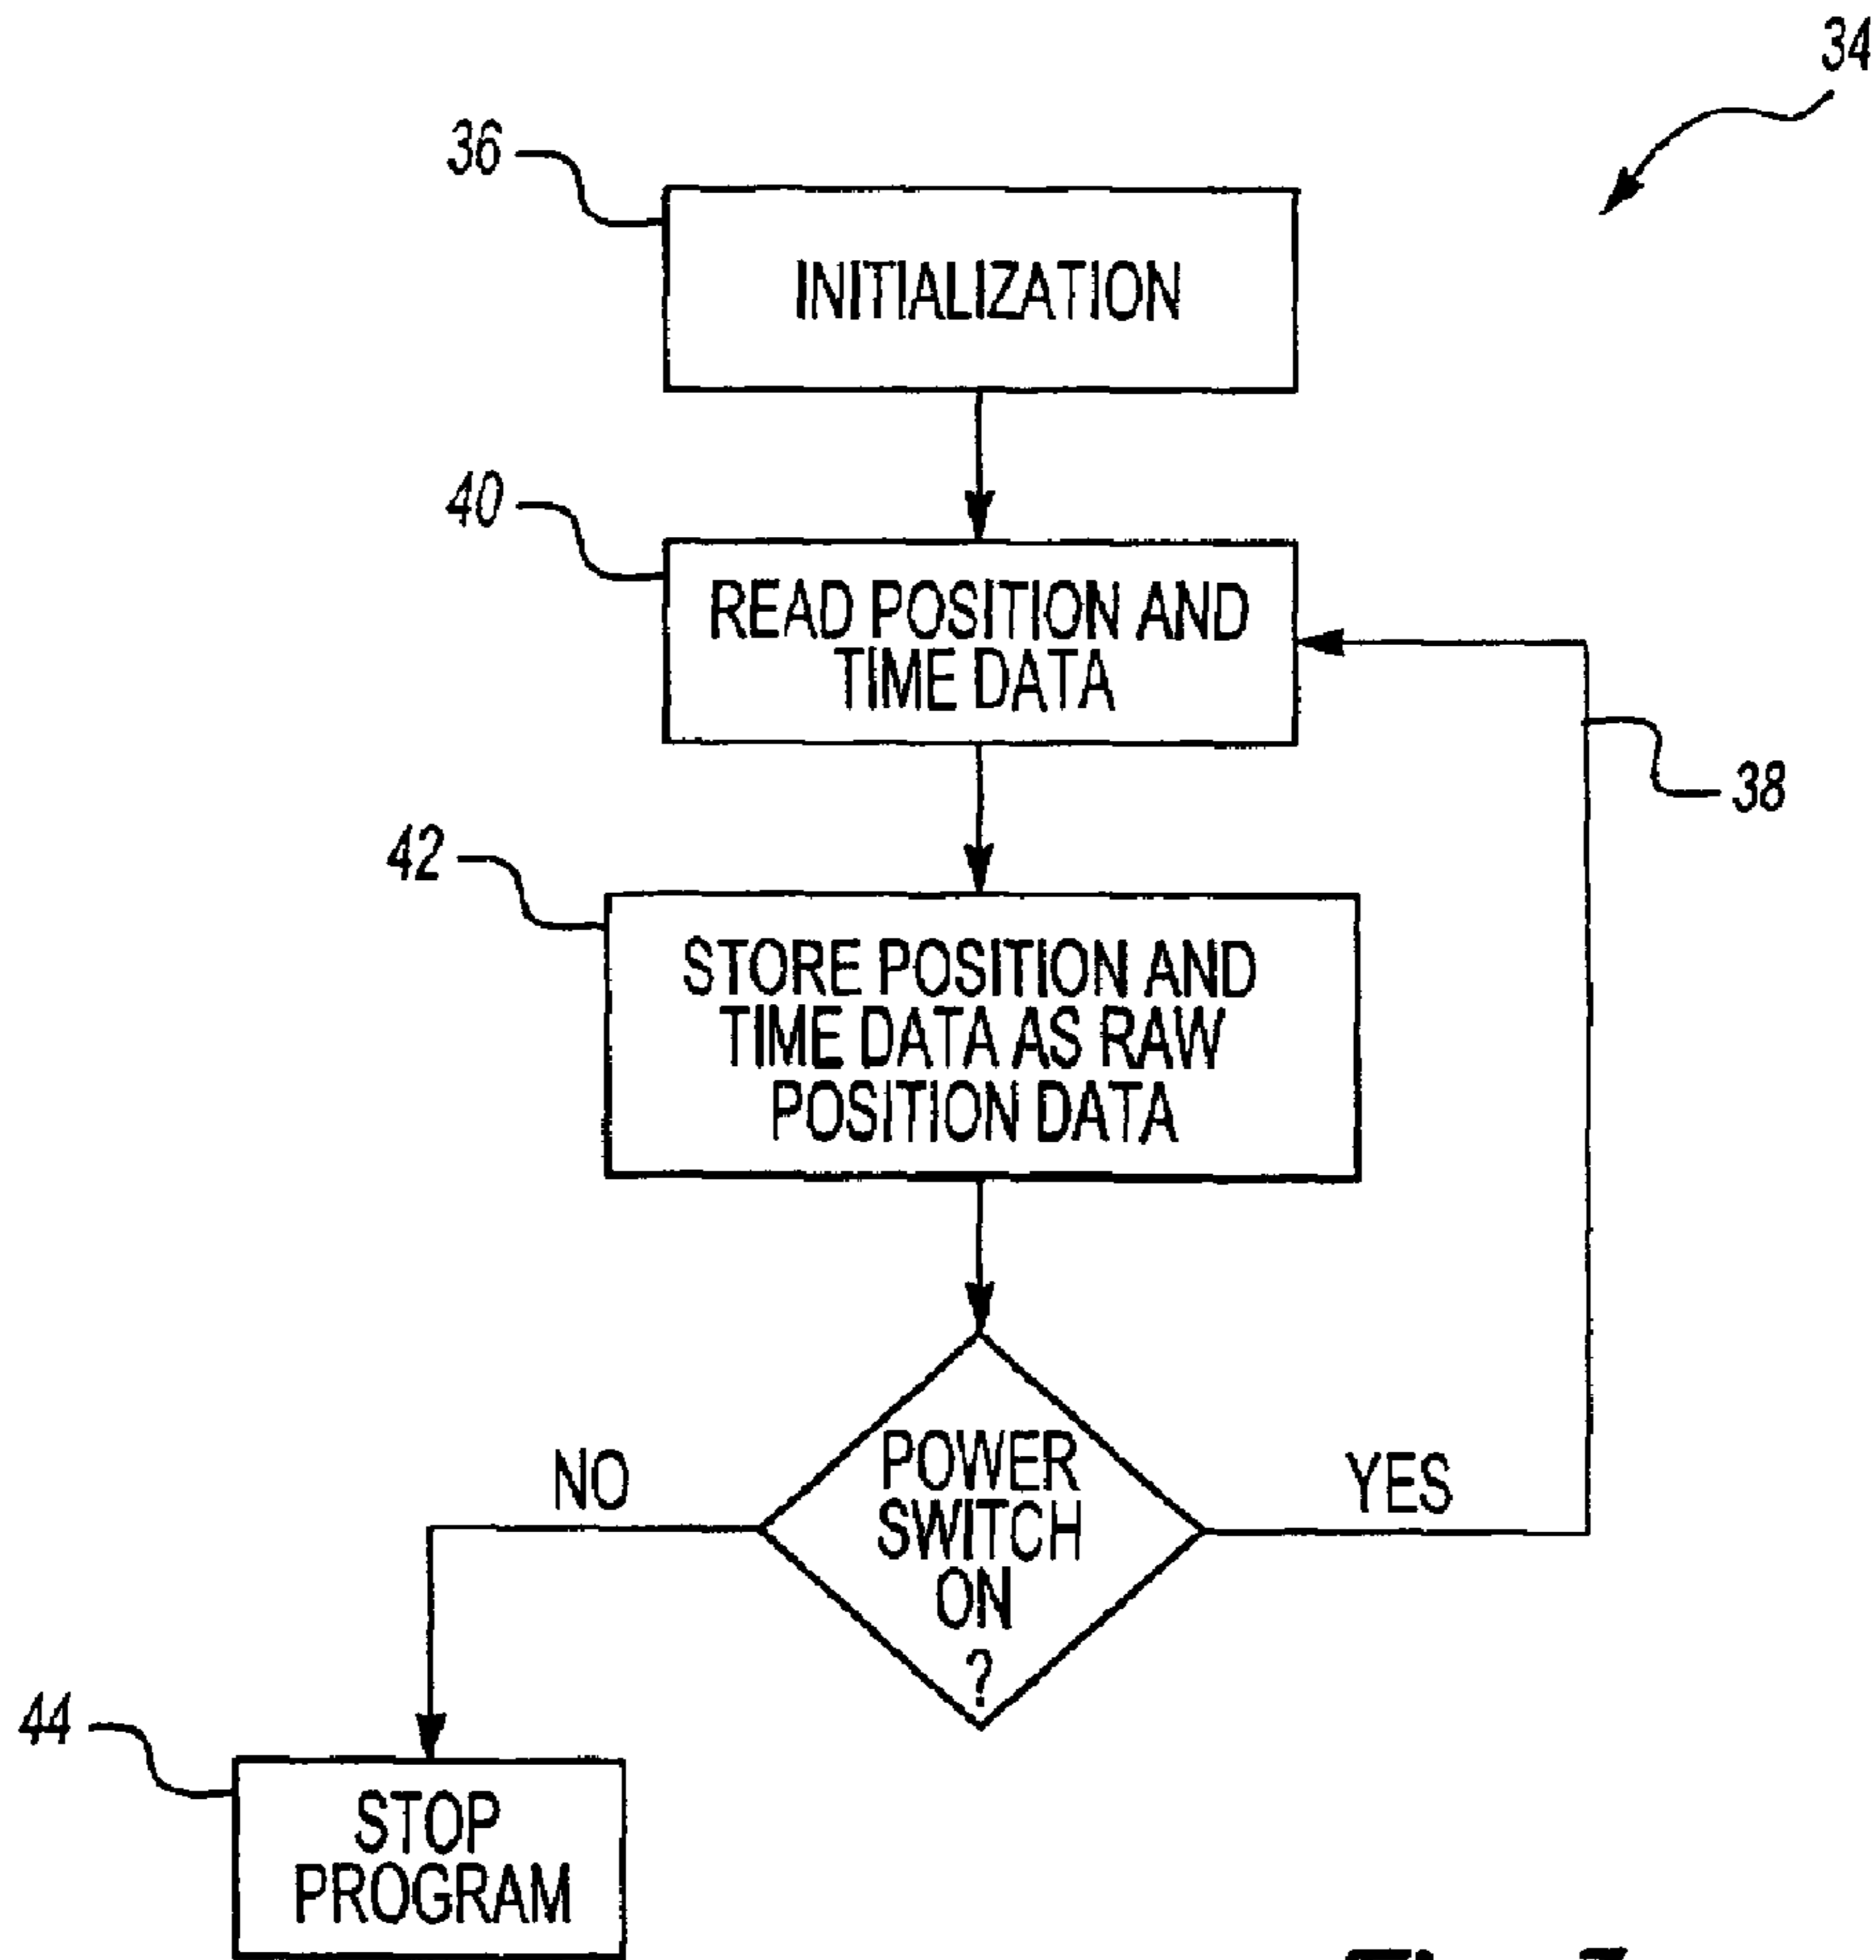 34
36
INITIALIZATION
40
READ POSITION AND
TIME DATA
38
42
STORE POSITION AND
TIME DATA AS RAW
POSITION DATA
POWER
SWITCH
ON
?
NO
YES
44
STOP
PROGRAM